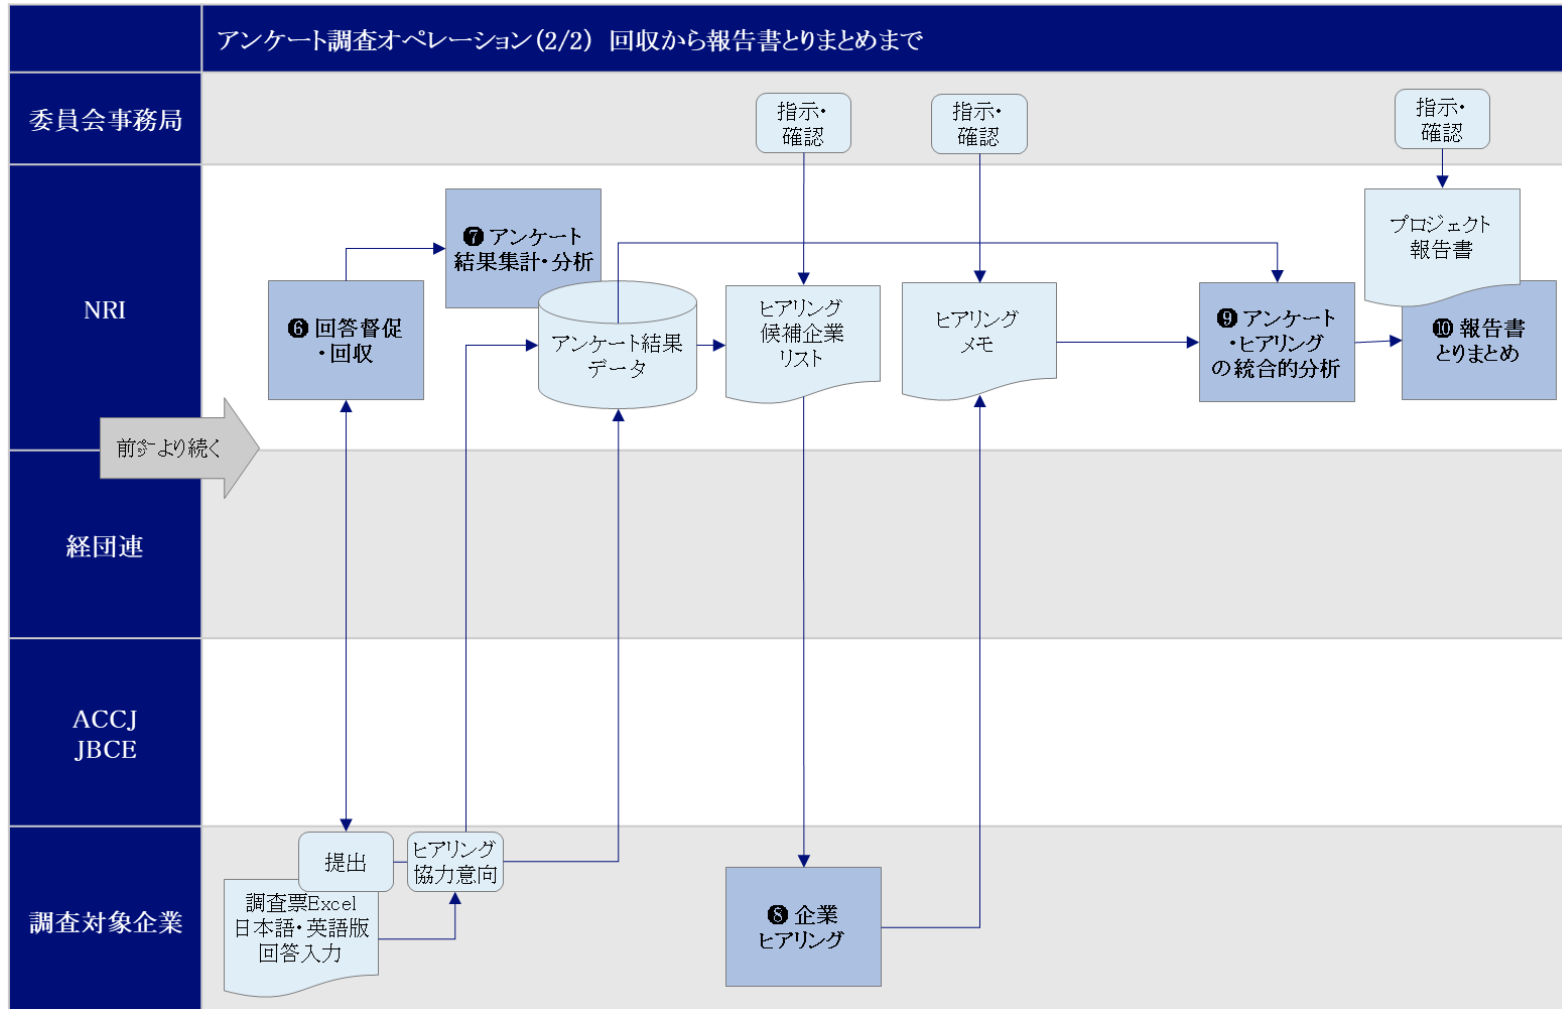 アンケート調査オペレーション(2/2) 回収から報告書とりまとめまで
委員会事務局
指示・
確認
指示・
確認
指示・
確認
NRI
❻ 回答督促
・回収
❼ アンケート
結果集計・分析
アンケート結果
データ
ヒアリング
候補企業
リスト
ヒアリング
メモ
❾ アンケート
・ヒアリング
の統合的分析
プロジェクト
報告書
❿ 報告書
とりまとめ
前ページより続く
経団連
ACCJ
JBCE
調査対象企業
提出
ヒアリング
協力意向
調査票Excel
日本語・英語版
回答入力
❽ 企業
ヒアリング